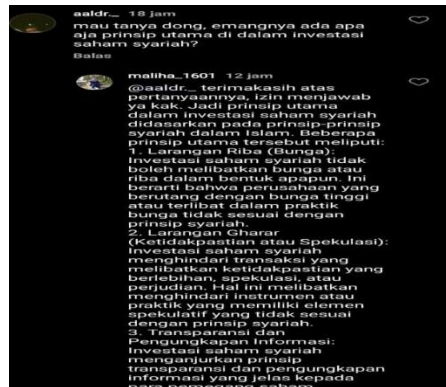 aaldr._ 18 jam
mau tanya dong, emangnya ada apa
aja prinsip utama di dalam investasi
saham syariah?
Balas
maliha_1601 12 jam
@aaldr._ terimakasih atas
pertanyaannya, izin menjawab
ya kak. Jadi prinsip utama
dalam investasi saham syariah
didasarkan pada prinsip-prinsip
syariah dalam Islam. Beberapa
prinsip utama tersebut meliputi:
1. Larangan Riba (Bunga):
Investasi saham syariah tidak
boleh melibatkan bunga atau
riba dalam bentuk apapun. Ini
berarti bahwa perusahaan yang
berutang dengan bunga tinggi
atau terlibat dalam praktik
bunga tidak sesuai dengan
prinsip syariah.
2. Larangan Gharar
(Ketidakpastian atau Spekulasi):
Investasi saham syariah
menghindari transaksi yang
melibatkan ketidakpastian yang
berlebihan, spekulasi, atau
perjudian. Hal ini melibatkan
menghindari instrumen atau
praktik yang memiliki elemen
spekulatif yang tidak sesuai
dengan prinsip syariah.
3. Transparansi dan
Pengungkapan Informasi:
Investasi saham syariah
menganjurkan prinsip
transparansi dan pengungkapan
informasi yang jelas kepada
para pemegang saham